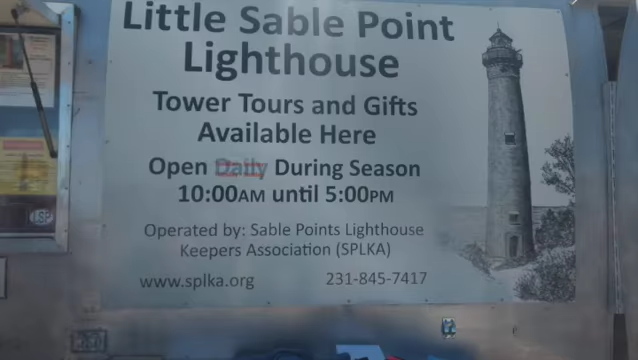 Little Sable Point
Lighthouse
Tower Tours and Gifts
Available Here
Open Daily During Season
10:00AM until 5:00PM
Operated by: Sable Points Lighthouse
Keepers Association (SPLKA)
www.splka.org 231-845-7417